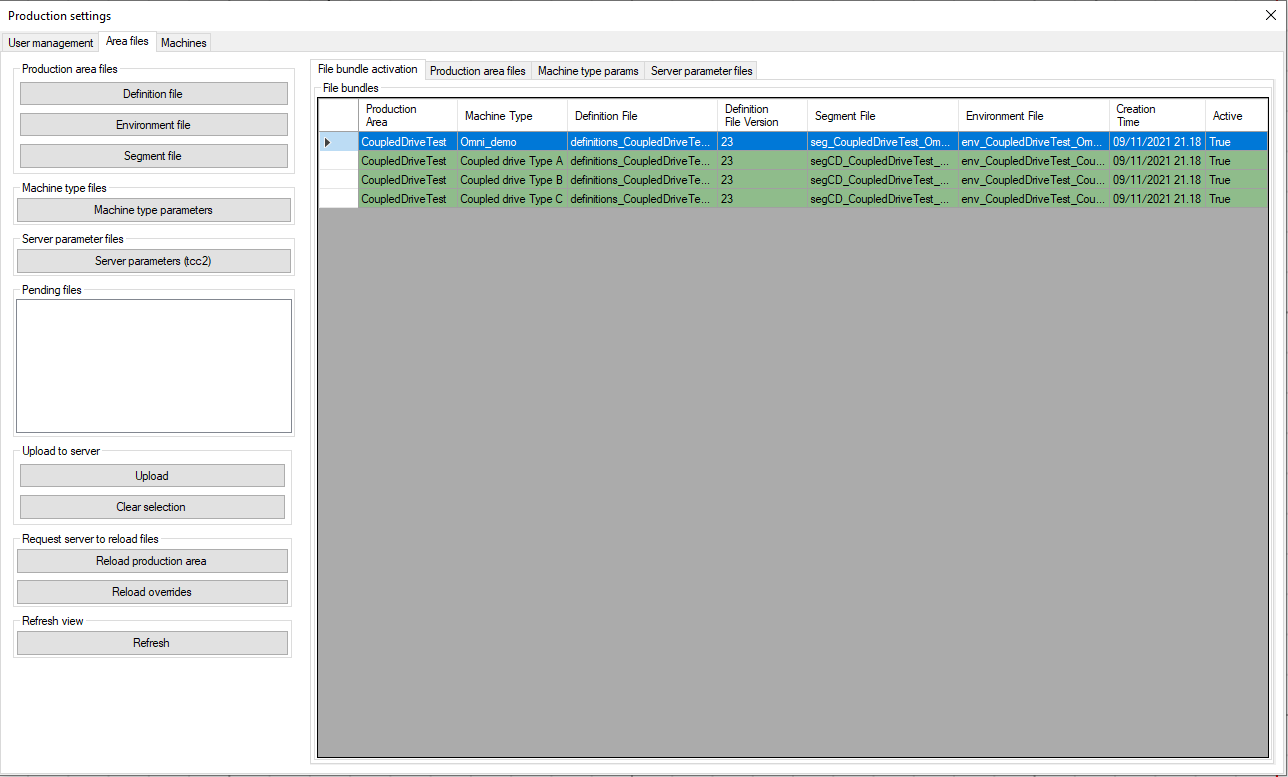 Production settings
User management Area files Machines
Production area files
Definition file
Environment file
Segment file
Machine type files
Machine type parameters
Server parameter files
Server parameters (tcc2)
Pending files
Upload to server
Upload
Clear selection
Request server to reload files
Reload production area
Reload overrides
Refresh view
Refresh
File bundle activation Production area files Machine type params Server parameter files
File bundles
Production Area Machine Type Definition File Definition File Version Segment File Environment File Creation Time Active
CoupledDriveTest Omni_demo definitions_CoupledDriveTe... 23 seg_CoupledDriveTest_Om... env_CoupledDriveTest_Om... 09/11/2021 21.18 True
CoupledDriveTest Coupled drive Type A definitions_CoupledDriveTe... 23 segCD_CoupledDriveTest_... env_CoupledDriveTest_Cou... 09/11/2021 21.18 True
CoupledDriveTest Coupled drive Type B definitions_CoupledDriveTe... 23 segCD_CoupledDriveTest_... env_CoupledDriveTest_Cou... 09/11/2021 21.18 True
CoupledDriveTest Coupled drive Type C definitions_CoupledDriveTe... 23 segCD_CoupledDriveTest_... env_CoupledDriveTest_Cou... 09/11/2021 21.18 True